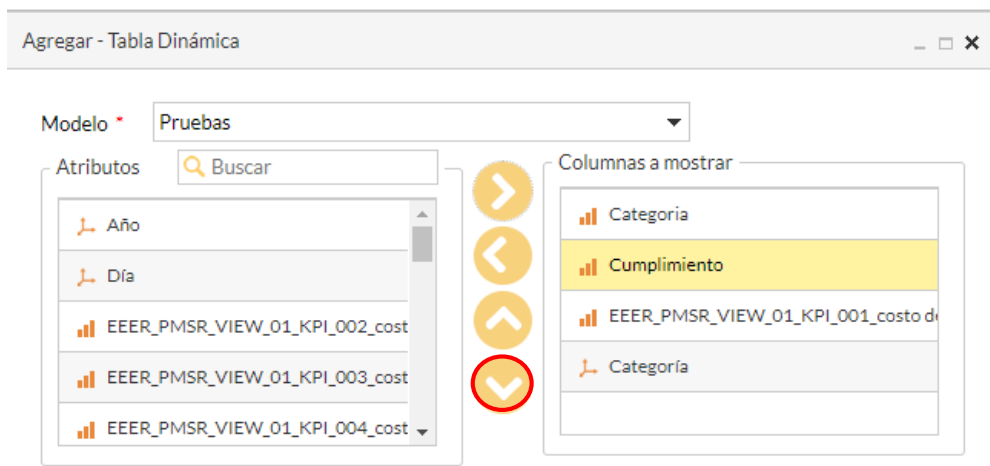 Agregar - Tabla Dinámica
Modelo * Pruebas
Atributos
Buscar
Año
Día
EEER_PMSR_VIEW_01_KPI_002_cost
EEER_PMSR_VIEW_01_KPI_003_cost
EEER_PMSR_VIEW_01_KPI_004_cost
Columnas a mostrar
Categoria
Cumplimiento
EEER_PMSR_VIEW_01_KPI_001_costo de
Categoría